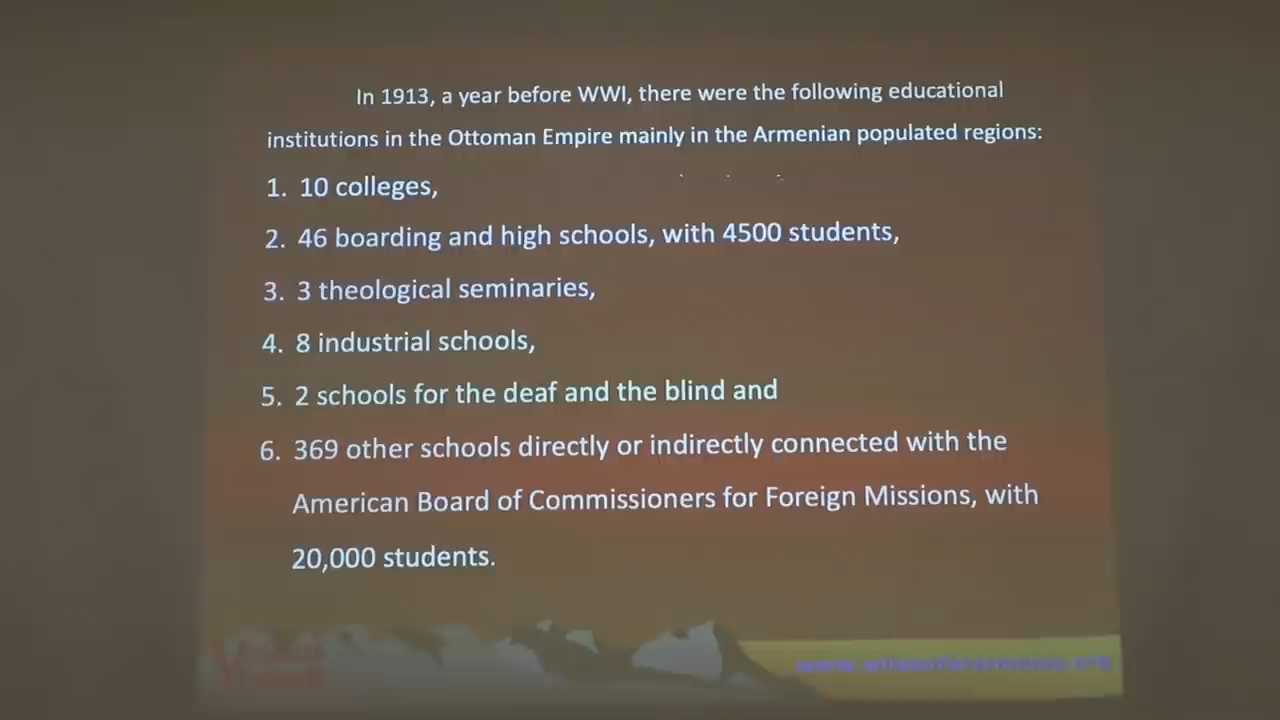 In 1913, a year before WWI, there were the following educational
institutions in the Ottoman Empire mainly in the Armenian populated regions:
1. 10 colleges,
2. 46 boarding and high schools, with 4500 students,
3. 3 theological seminaries,
4. 8 industrial schools,
5. 2 schools for the deaf and the blind and
6. 369 other schools directly or indirectly connected with the
American Board of Commissioners for Foreign Missions, with
20,000 students.
www.wilsonforarmenia.org